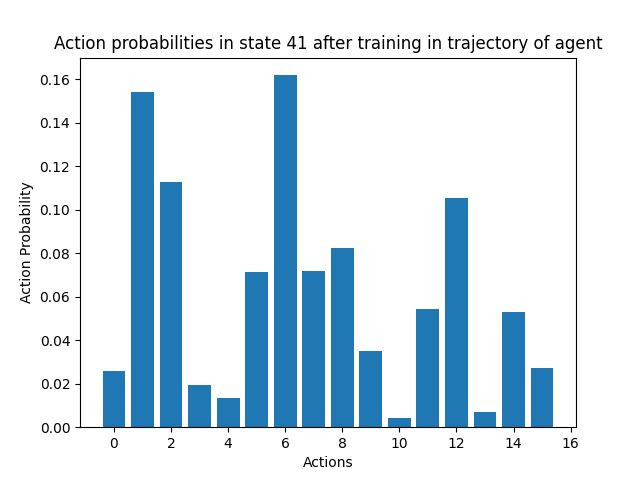 Action probabilities in state 41 after training in trajectory of agent
0.16
0.14
0.12
0.10
0.08
0.06
0.04
0.02
0.00
Action Probability
0 2 4 6 8 10 12 14 16
Actions